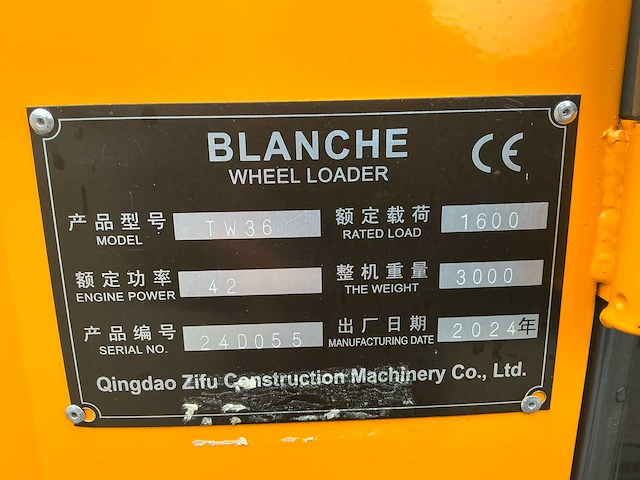 BLANCHE
CE
WHEEL LOADER
产品型号 TW36 额定载荷 1600
MODEL RATED LOAD
额定功率 42 整机重量 3000
ENGINE POWER THE WEIGHT
产品编号 24D055 出厂日期 2024年
SERIAL NO. MANUFACTURING DATE
Qingdao Zifu Construction Machinery Co., Ltd.